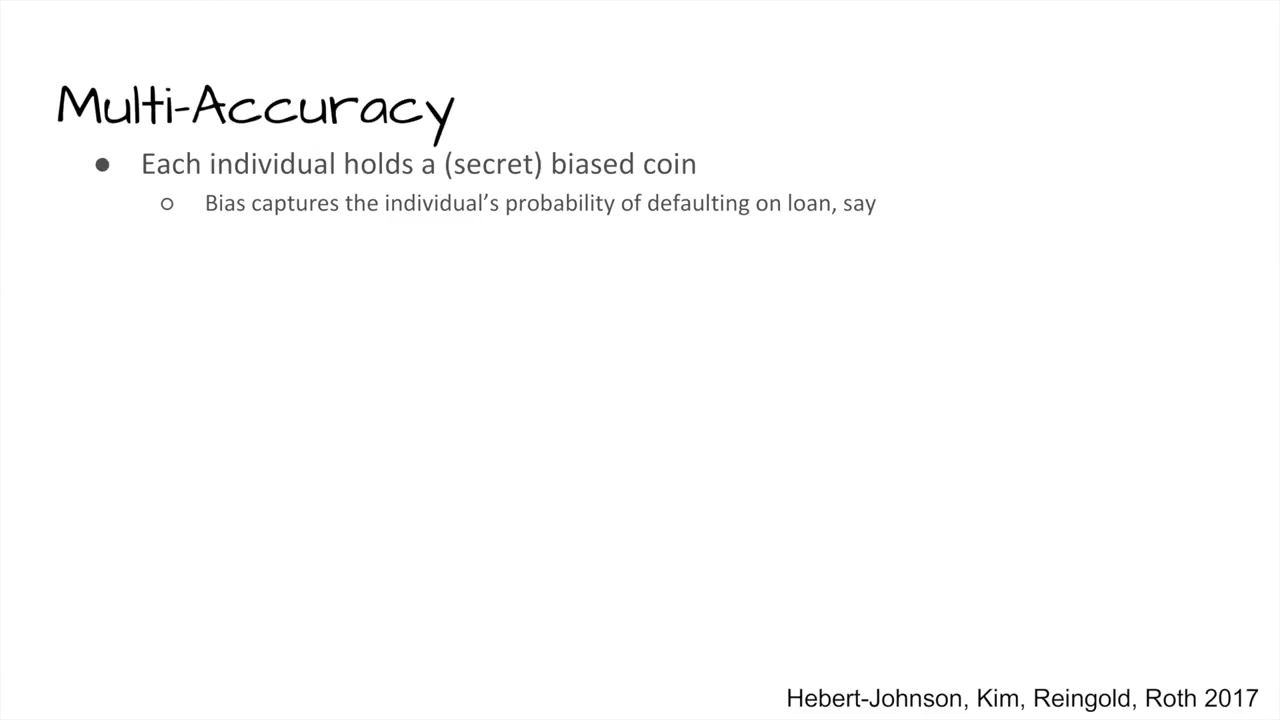 Multi-Accuracy
● Each individual holds a (secret) biased coin
○ Bias captures the individual’s probability of defaulting on loan, say
Hebert-Johnson, Kim, Reingold, Roth 2017